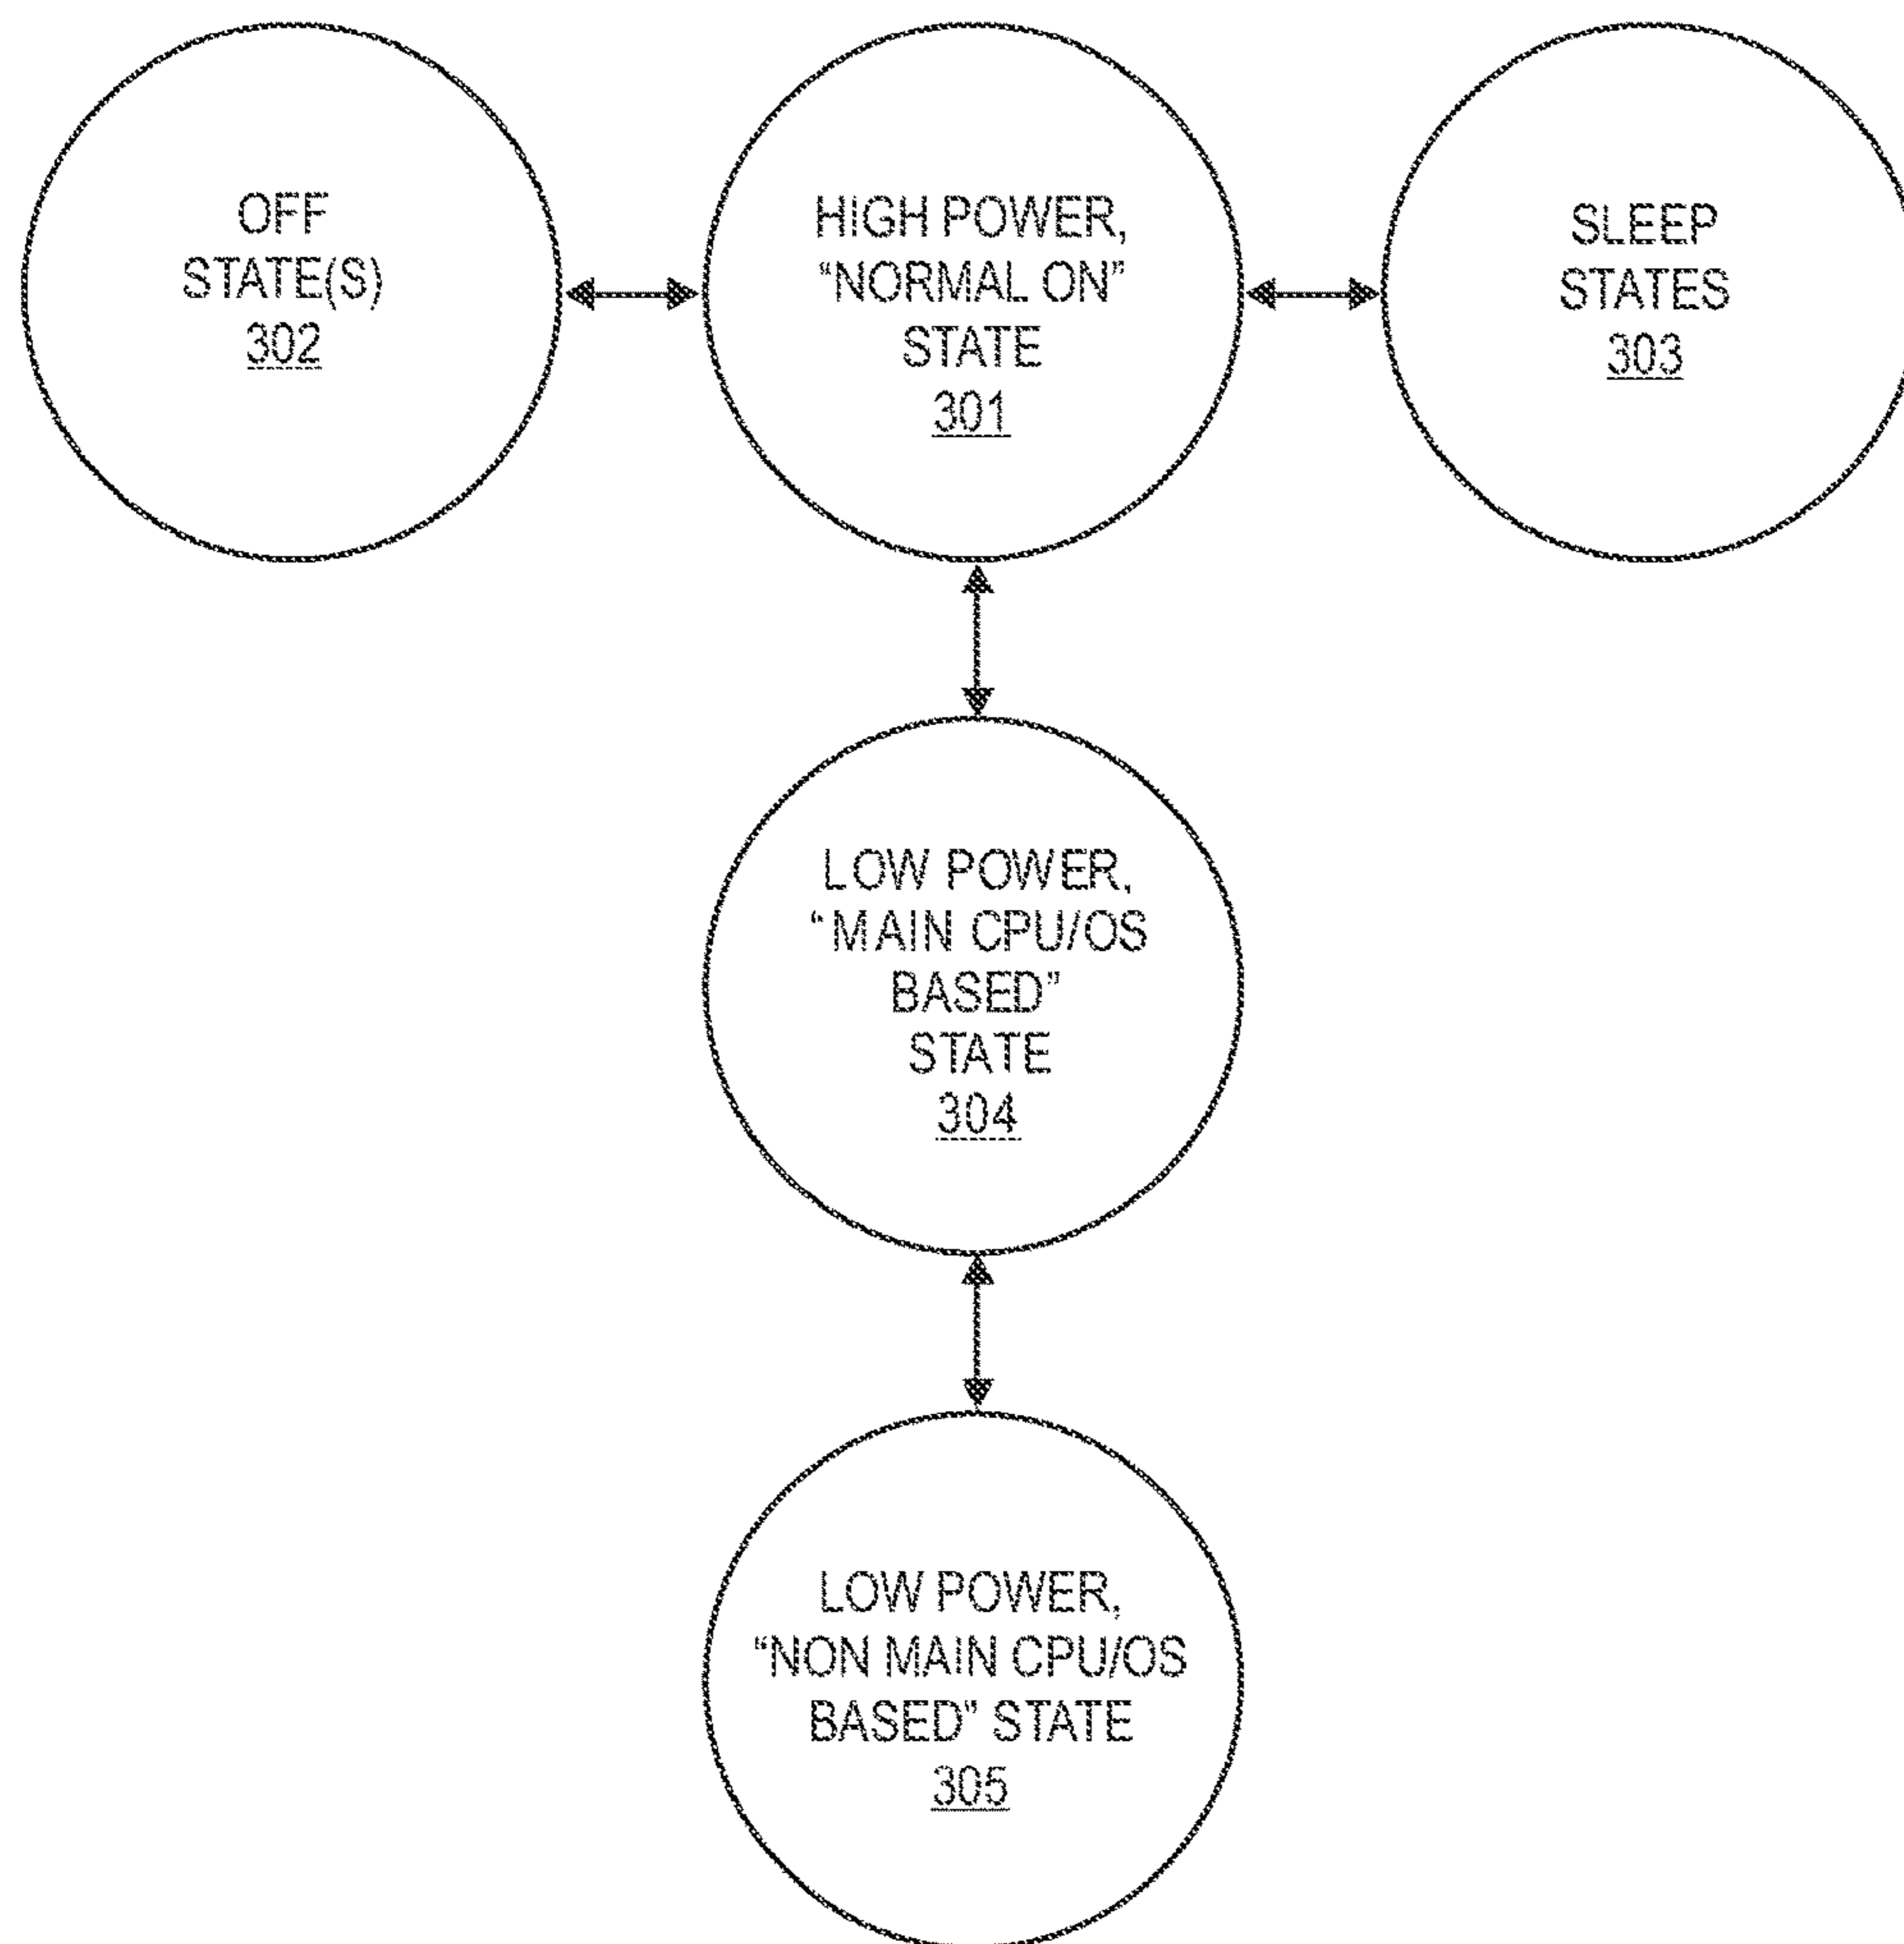 OFF
STATE(S)
302
HIGH POWER,
“NORMAL ON”
STATE
301
SLEEP
STATES
303
LOW POWER,
“MAIN CPU/OS
BASED”
STATE
304
LOW POWER,
“NON MAIN CPU/OS
BASED” STATE
305